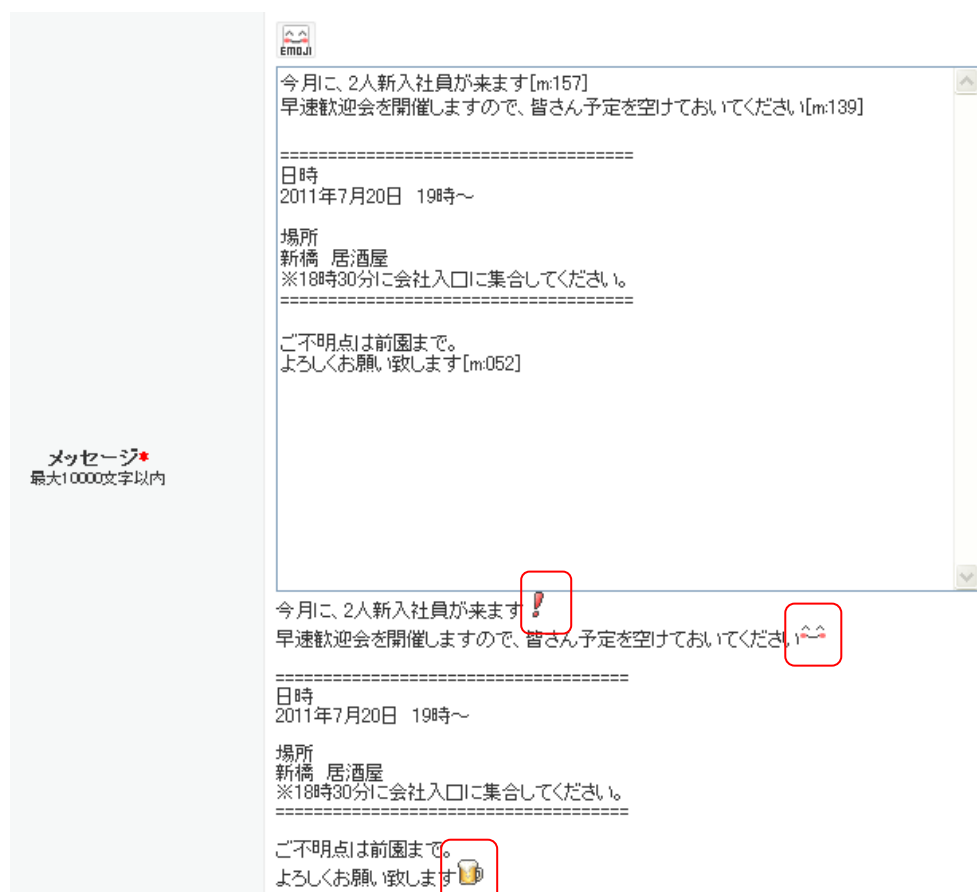 EMOJI
今月に、2人新入社員が来ます[m:157]
早速歓迎会を開催しますので、皆さん予定を空けておいてください[m:139]
=====================================
日時
2011年7月20日 19時～
場所
新橋 居酒屋
※18時30分に会社入口に集合してください。
=====================================
ご不明点は前園まで。
よろしくお願い致します[m:052]
メッセージ*
最大10000文字以内
今月に、2人新入社員が来ます
早速歓迎会を開催しますので、皆さん予定を空けておいてください
=====================================
日時
2011年7月20日 19時～
場所
新橋 居酒屋
※18時30分に会社入口に集合してください。
=====================================
ご不明点は前園まで。
よろしくお願い致します